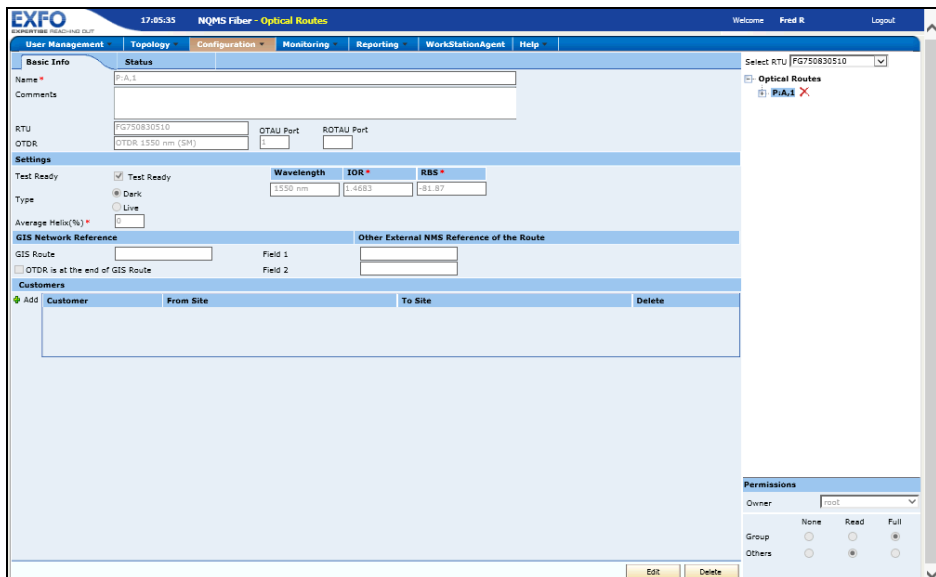 EXFO 17:05:35 NQMS Fiber - Optical Routes Welcome Fred R Logout
EXPERTISE REACHING OUT
User Management Topology Configuration Monitoring Reporting WorkStationAgent Help
Basic Info Status
Select RTU FG750830510
Name* P:A,1
Optical Routes
P:A,1
Comments
RTU FG750830510 OTAU Port ROTAU Port
OTDR OTDR 1550 nm (SM) 1
Settings
Test Ready Test Ready Wavelength IOR* RBS*
1550 nm 1.4683 -81.87
Type Dark
Live
Average Helix(%)* 0
GIS Network Reference Other External NMS Reference of the Route
GIS Route Field 1
OTDR is at the end of GIS Route Field 2
Customers
Add Customer From Site To Site Delete
Permissions
Owner root
None Read Full
Group
Others
Edit Delete